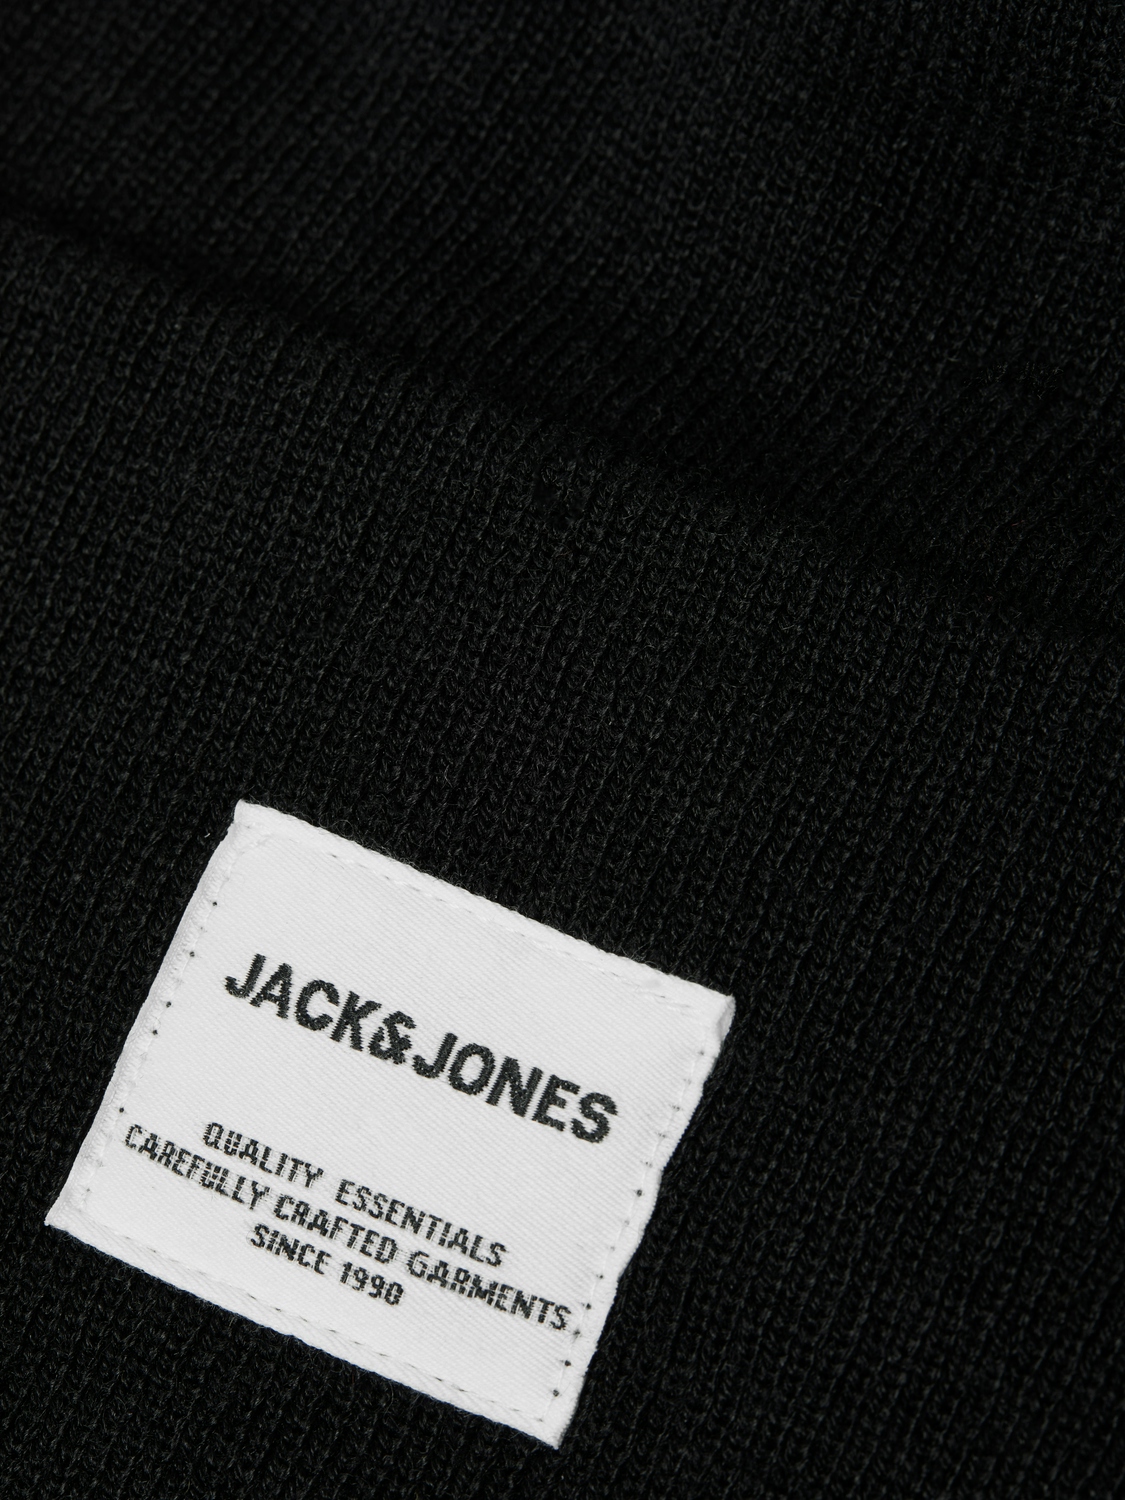 JACK&JONES
QUALITY ESSENTIALS
CAREFULLY CRAFTED GARMENTS
SINCE 1990